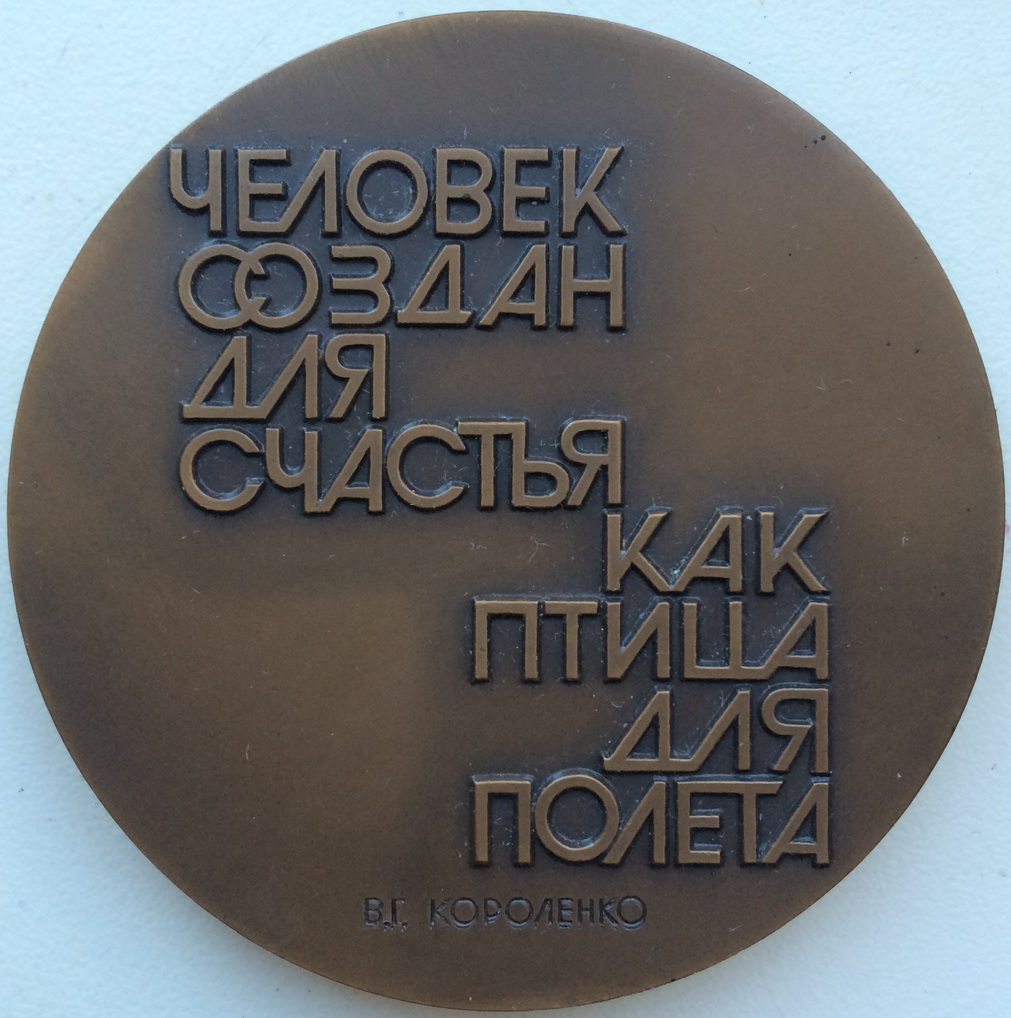 ЧЕЛОВЕК
СОЗДАН
ДЛЯ
СЧАСТЬЯ
КАК
ПТИЦА
ДЛЯ
ПОЛЕТА
В.Г. КОРОЛЕНКО